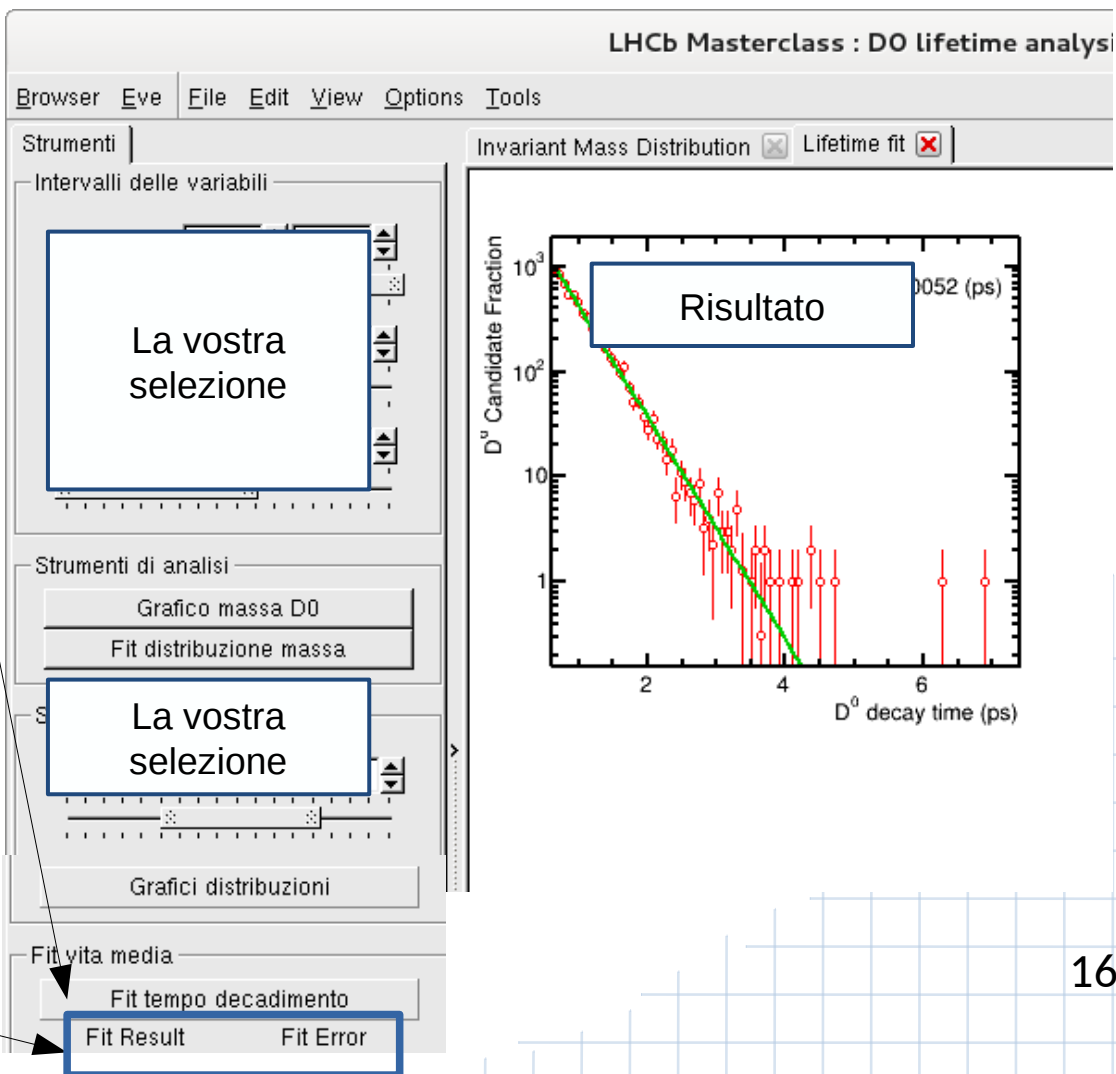 LHCb Masterclass : D0 lifetime analysi
Browser Eve File Edit View Options Tools
Strumenti
Invariant Mass Distribution Lifetime fit
Intervalli delle variabili
La vostra
selezione
Strumenti di analisi
Grafico massa D0
Fit distribuzione massa
S
La vostra
selezione
Grafici distribuzioni
Fit vita media
Fit tempo decadimento
Fit Result Fit Error
D⁰ Candidate Fraction
10³
10²
10
1
Risultato
0052 (ps)
2 4 6
D⁰ decay time (ps)
16